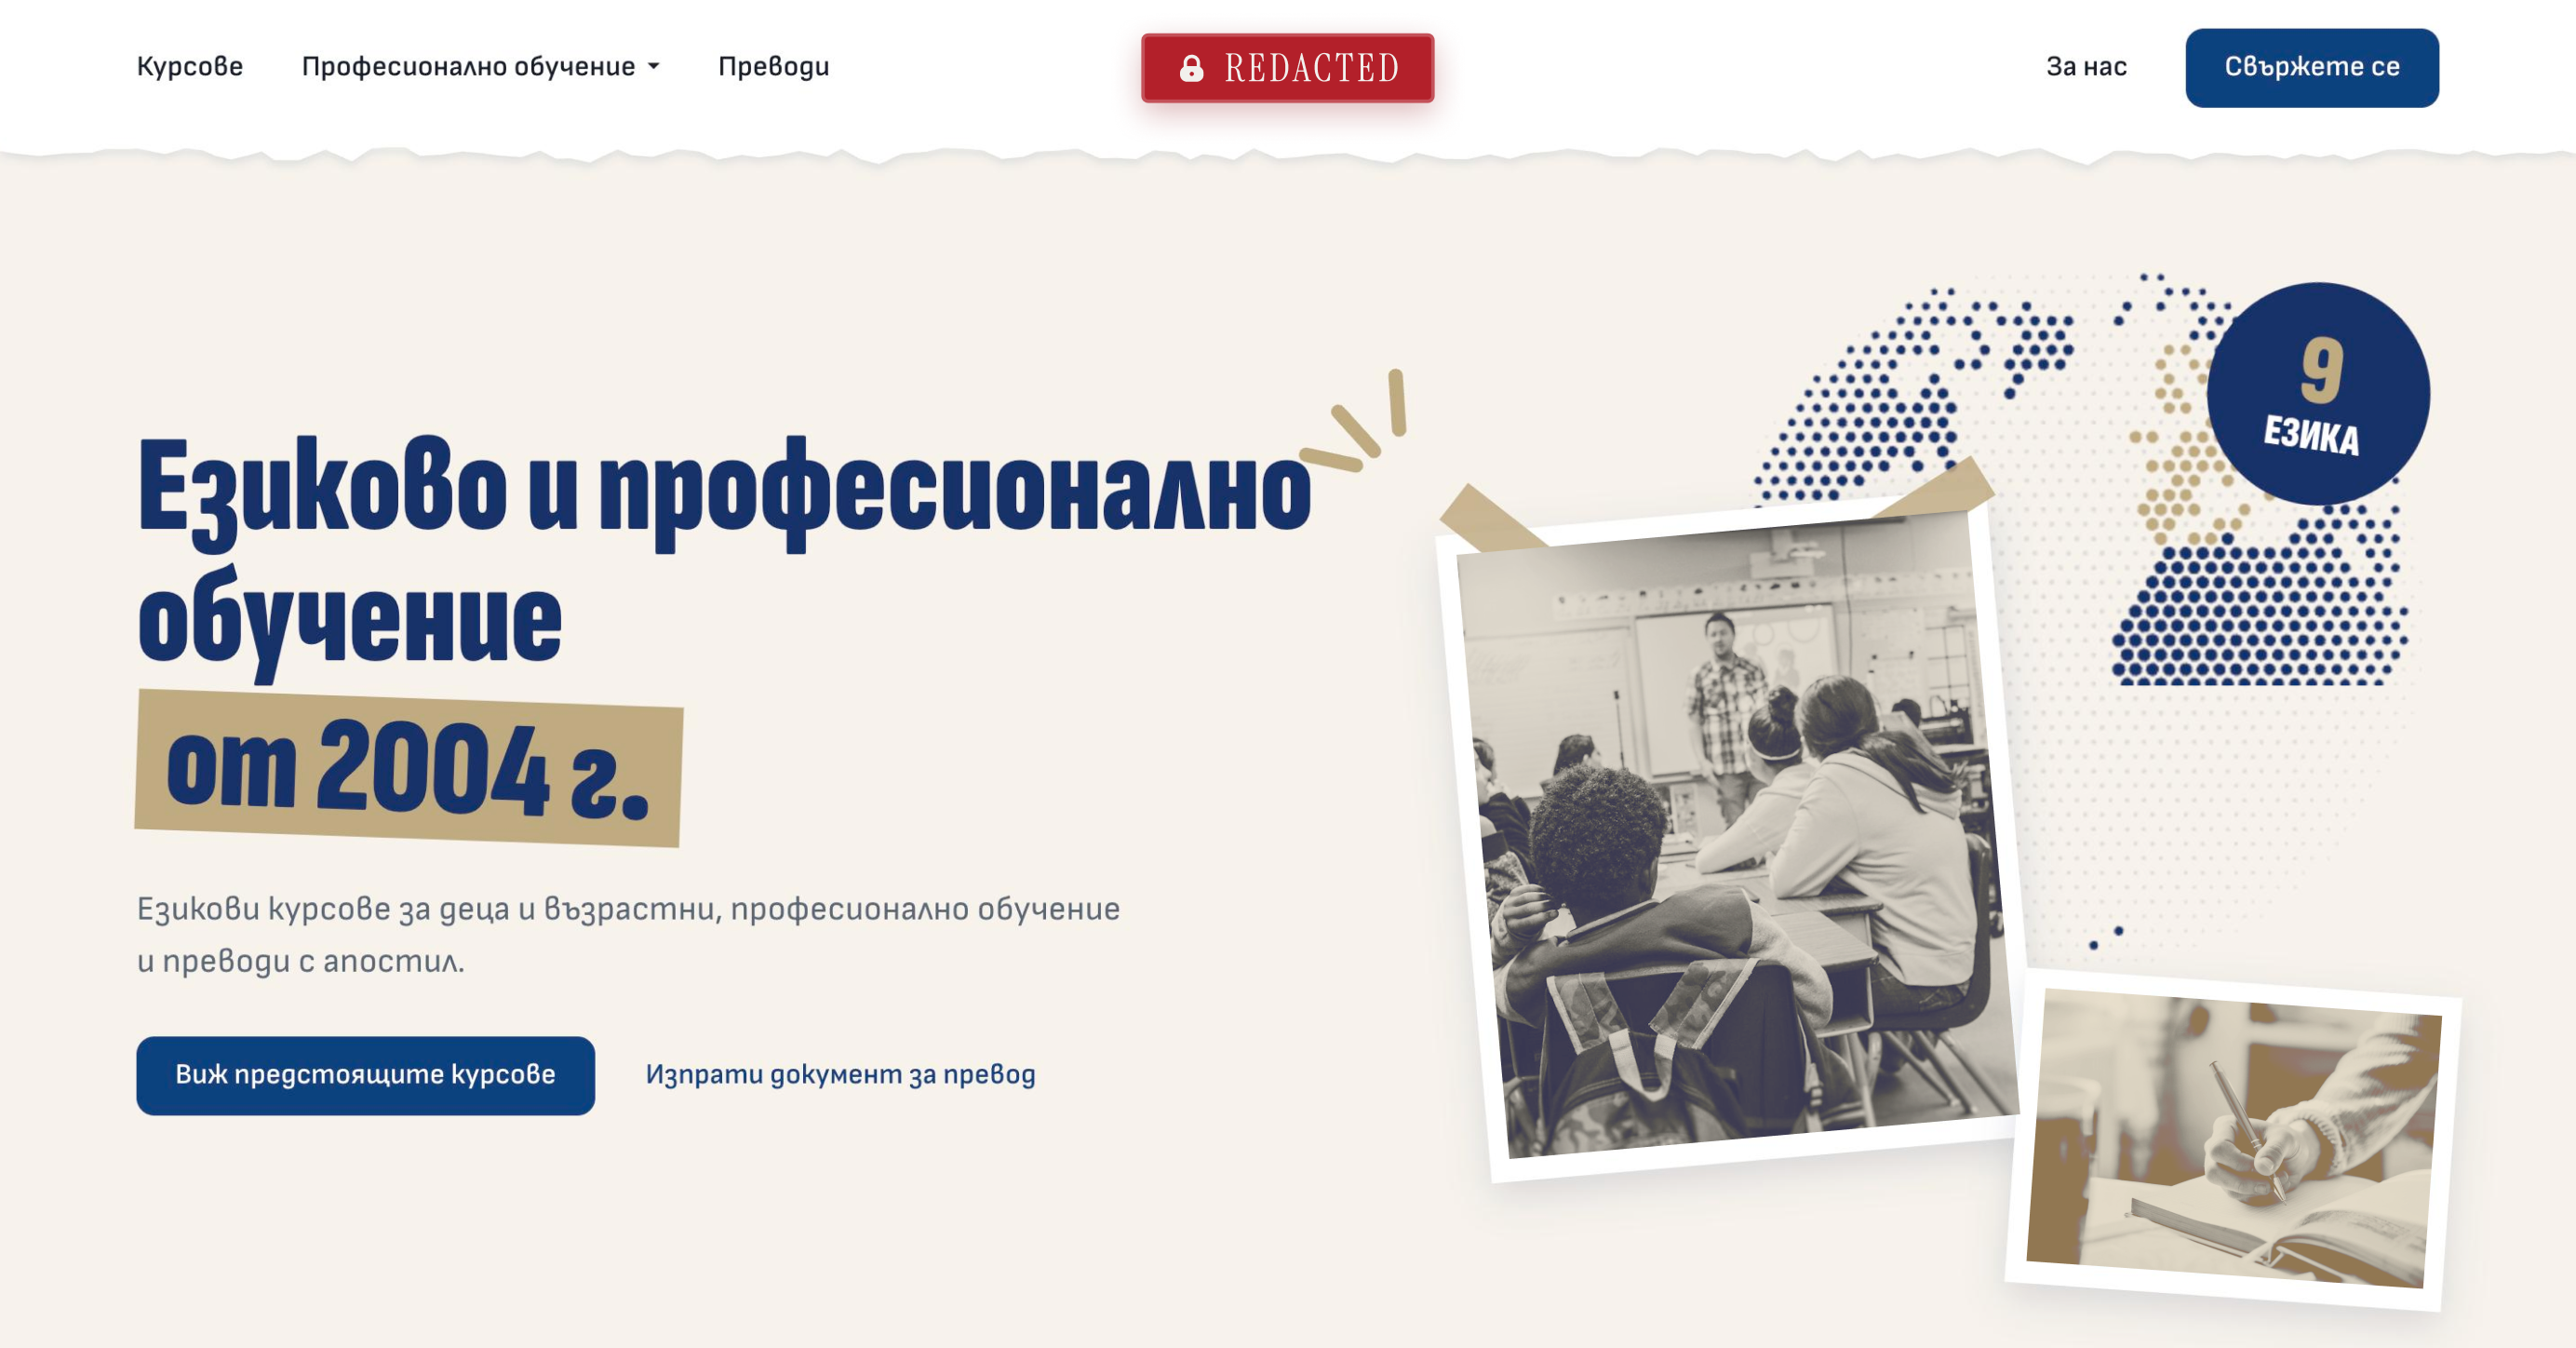 Курсове
Професионално обучение
Преводи
REDACTED
За нас
Свържете се
9
ЕЗИКА
Езиково и професионално
обучение
от 2004 г.
Езикови курсове за деца и възрастни, професионално обучение
и преводи с апостил.
Виж предстоящите курсове
Изпрати документ за превод